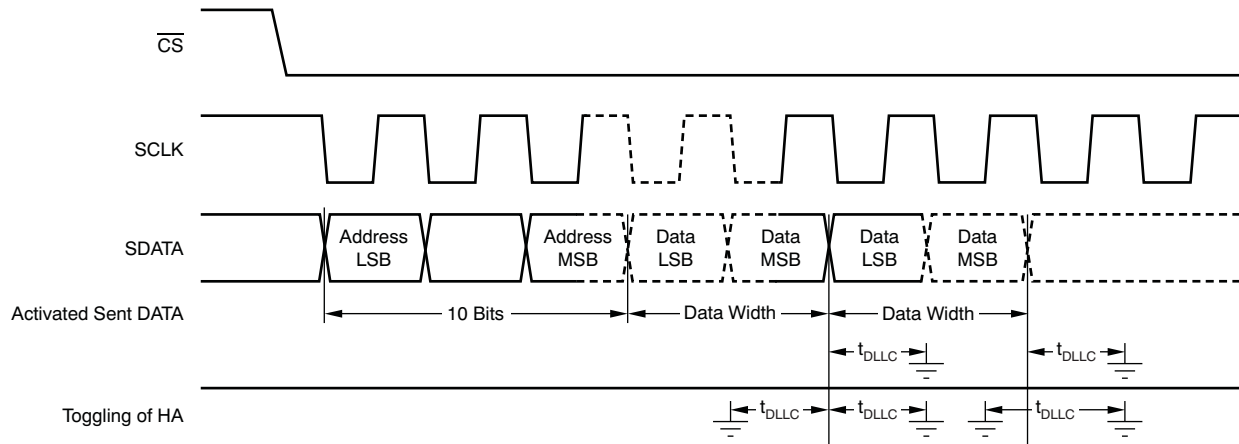 CS
SCLK
SDATA
Address
LSB
Address
MSB
Data
LSB
Data
MSB
Data
LSB
Data
MSB
Activated Sent DATA
10 Bits
Data Width
Data Width
tDLLC
tDLLC
Toggling of HA
tDLLC
tDLLC
tDLLC